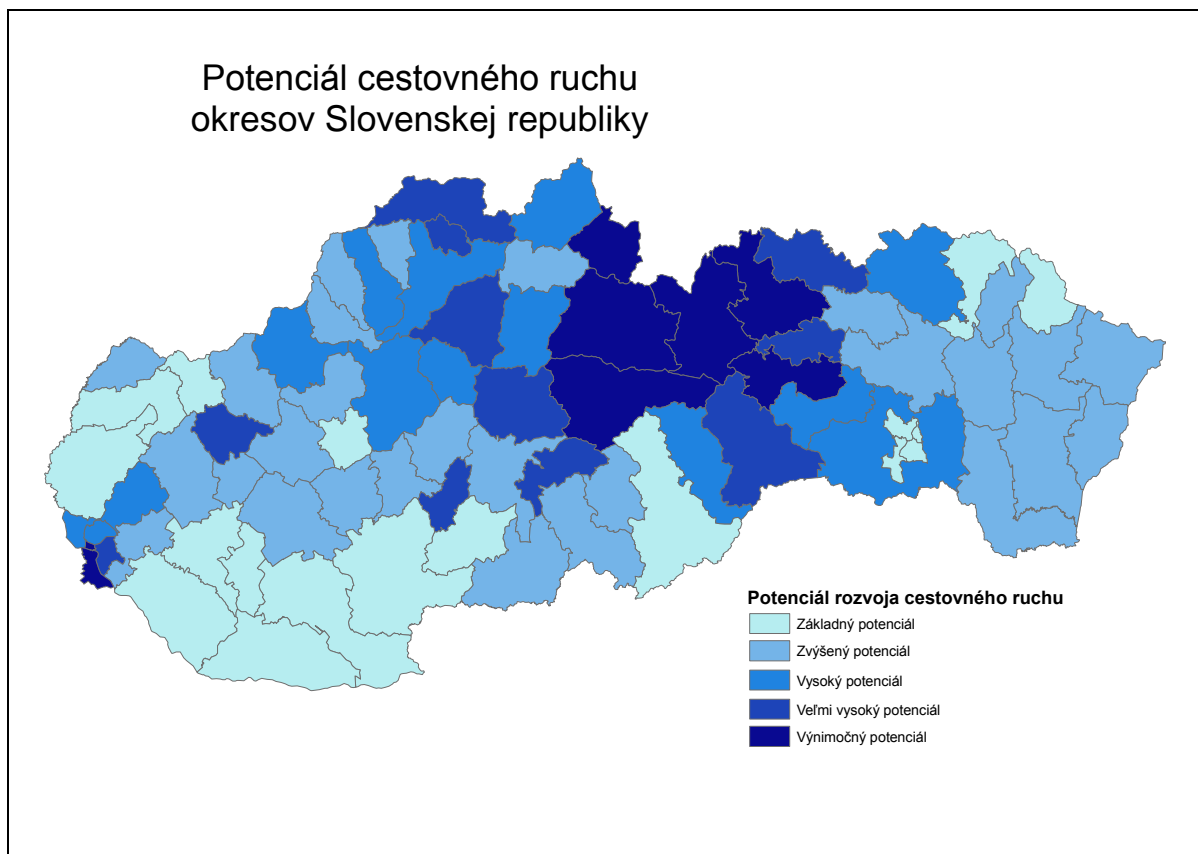 Potenciál cestovného ruchu
okresov Slovenskej republiky
Potenciál rozvoja cestovného ruchu
Základný potenciál
Zvýšený potenciál
Vysoký potenciál
Veľmi vysoký potenciál
Výnimočný potenciál